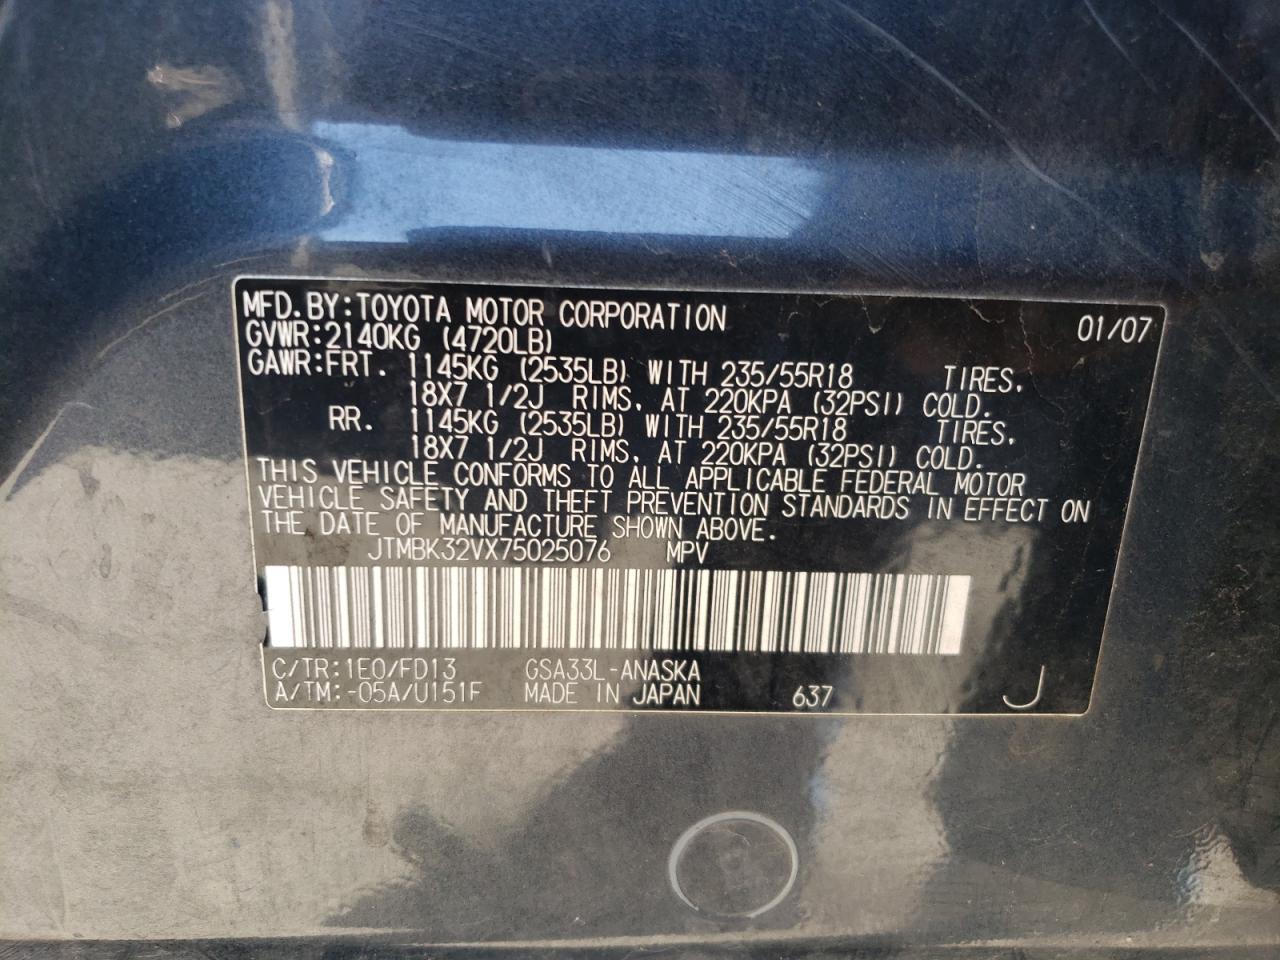 MFD.BY:TOYOTA MOTOR CORPORATION 01/07
GVWR:2140KG (4720LB)
GAWR:FRT. 1145KG (2535LB) WITH 235/55R18 TIRES,
18X7 1/2J RIMS, AT 220KPA (32PSI) COLD.
RR. 1145KG (2535LB) WITH 235/55R18 TIRES,
18X7 1/2J RIMS, AT 220KPA (32PSI) COLD.
THIS VEHICLE CONFORMS TO ALL APPLICABLE FEDERAL MOTOR
VEHICLE SAFETY AND THEFT PREVENTION STANDARDS IN EFFECT ON
THE DATE OF MANUFACTURE SHOWN ABOVE.
JTMBK32VX75025076 MPV
C/TR:1E0/FD13 GSA33L-ANASKA
A/TM:-05A/U151F MADE IN JAPAN 637 J